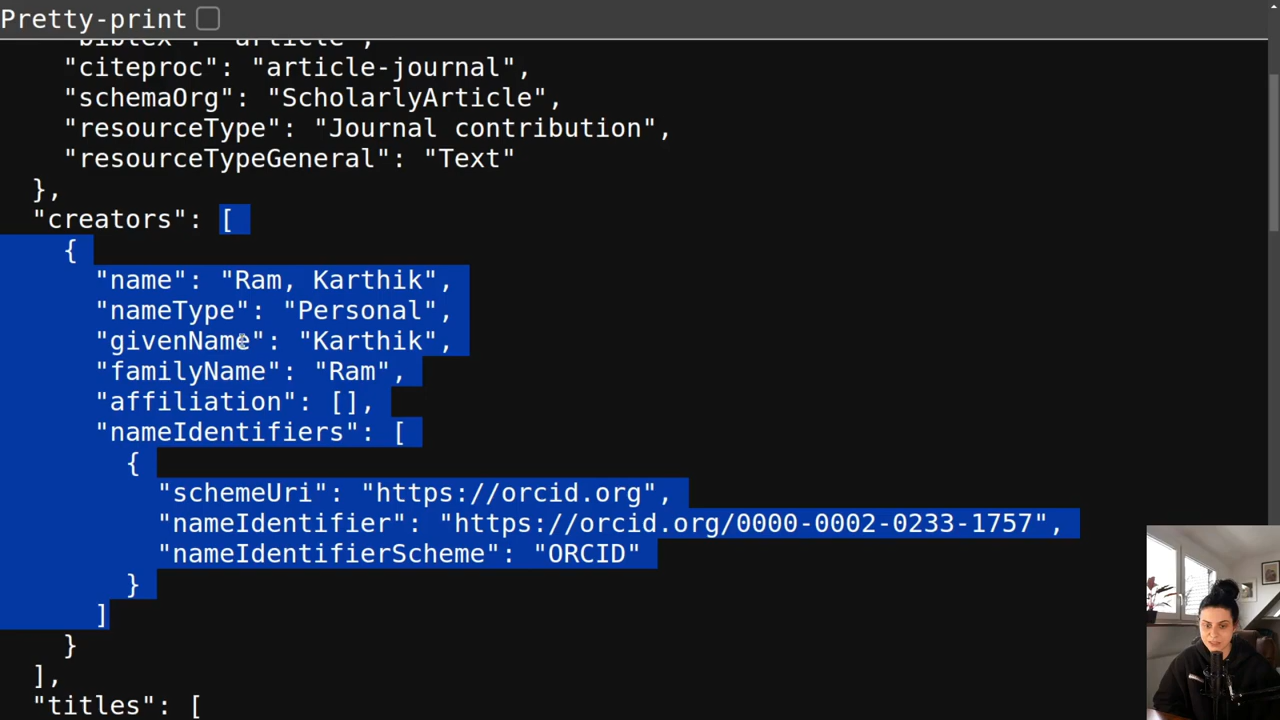 Pretty-print
"bibtex": "article",
"citeproc": "article-journal",
"schemaOrg": "ScholarlyArticle",
"resourceType": "Journal contribution",
"resourceTypeGeneral": "Text"
},
"creators": [
{
"name": "Ram, Karthik",
"nameType": "Personal",
"givenName": "Karthik",
"familyName": "Ram",
"affiliation": [],
"nameIdentifiers": [
{
"schemeUri": "https://orcid.org",
"nameIdentifier": "https://orcid.org/0000-0002-0233-1757",
"nameIdentifierScheme": "ORCID"
}
]
}
],
"titles": [